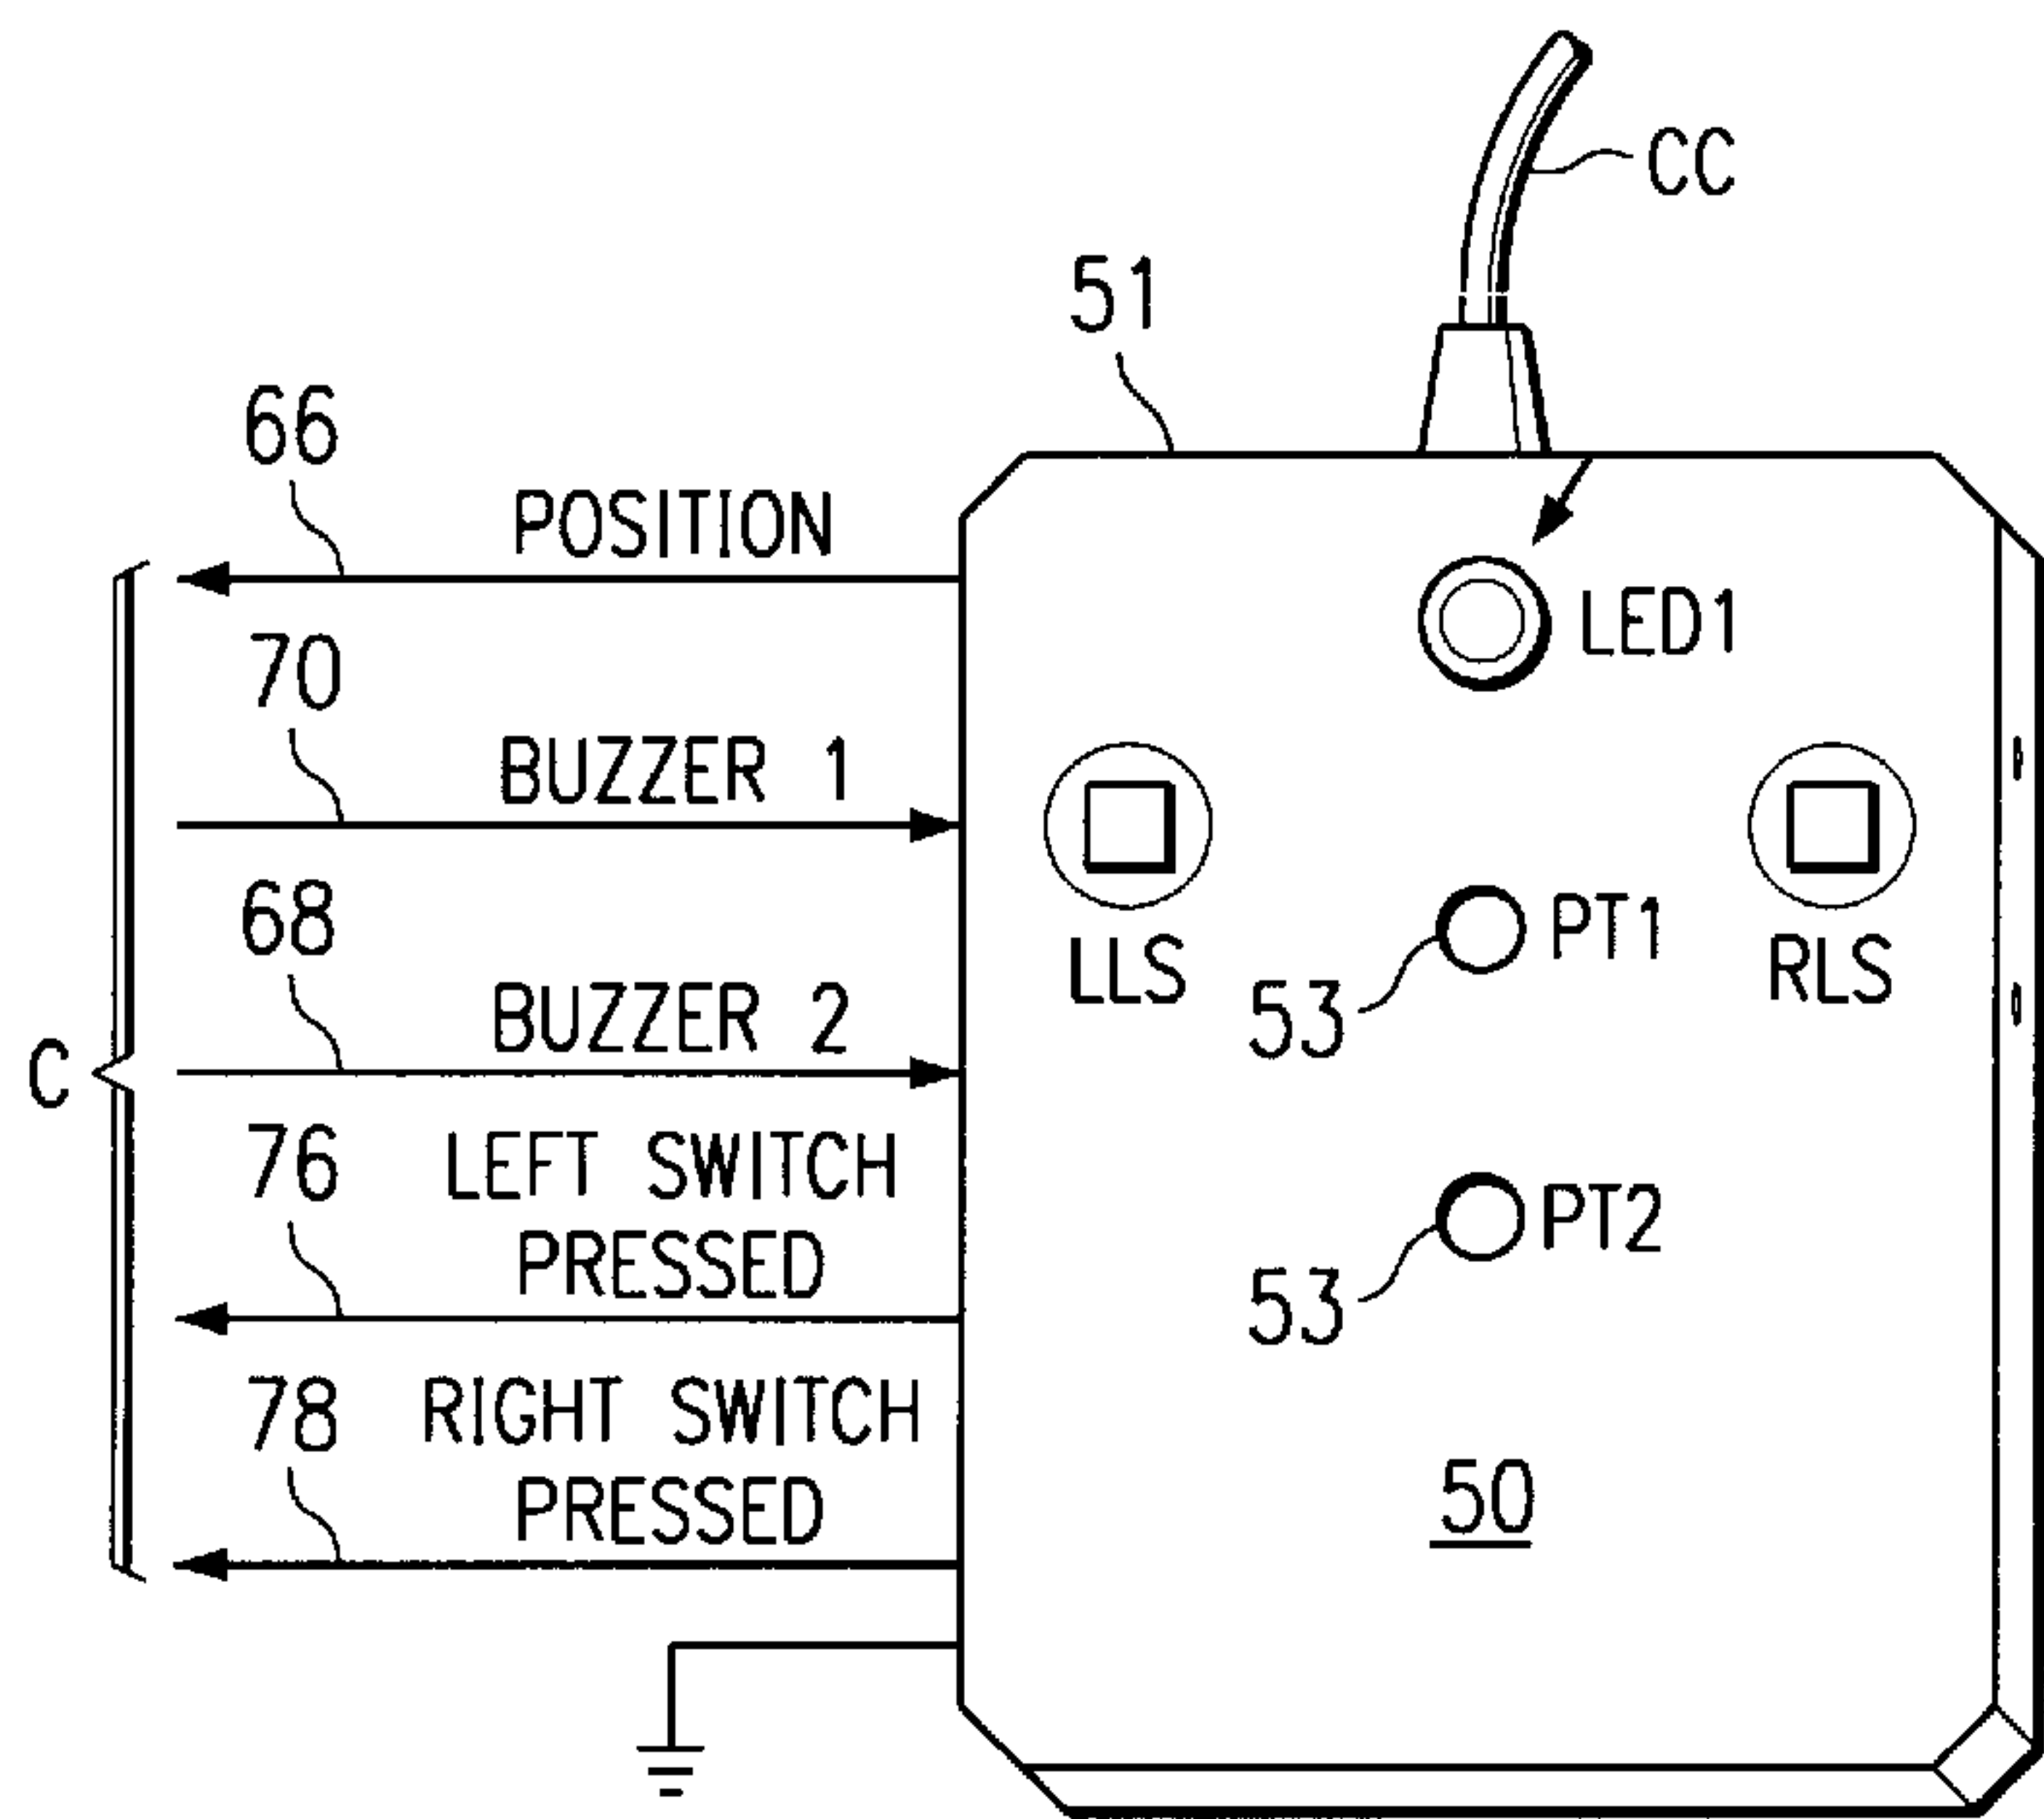 CC
51
66
POSITION
LED1
70
BUZZER 1
68
LLS
PT1
RLS
53
BUZZER 2
C
76
LEFT SWITCH
PRESSED
PT2
53
78
RIGHT SWITCH
PRESSED
50